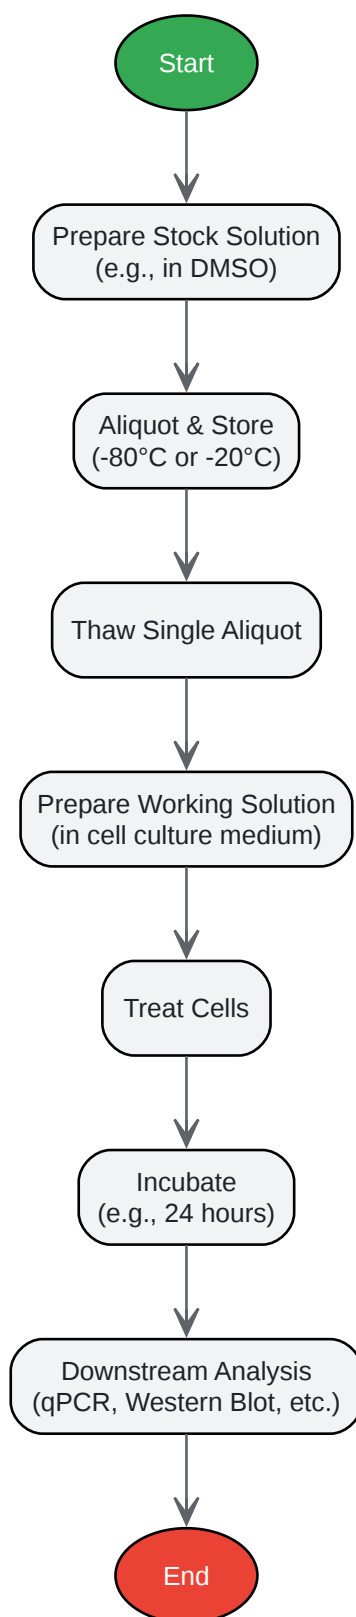 Start
Prepare Stock Solution
(e.g., in DMSO)
Aliquot & Store
(-80°C or -20°C)
Thaw Single Aliquot
Prepare Working Solution
(in cell culture medium)
Treat Cells
Incubate
(e.g., 24 hours)
Downstream Analysis
(qPCR, Western Blot, etc.)
End